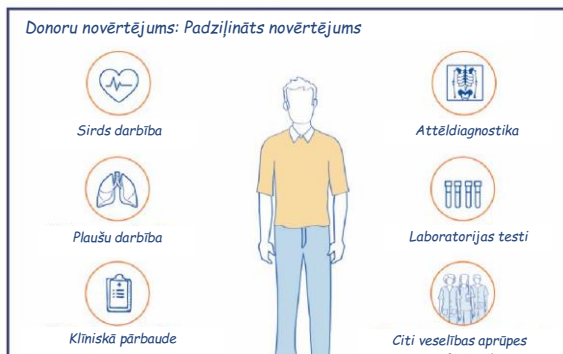 Donoru novērtējums: Padziļināts novērtējums
Sirds darbība
Attēldiagnostika
Plaušu darbība
Laboratorijas testi
Klīniskā pārbaude
Citi veselības aprūpes